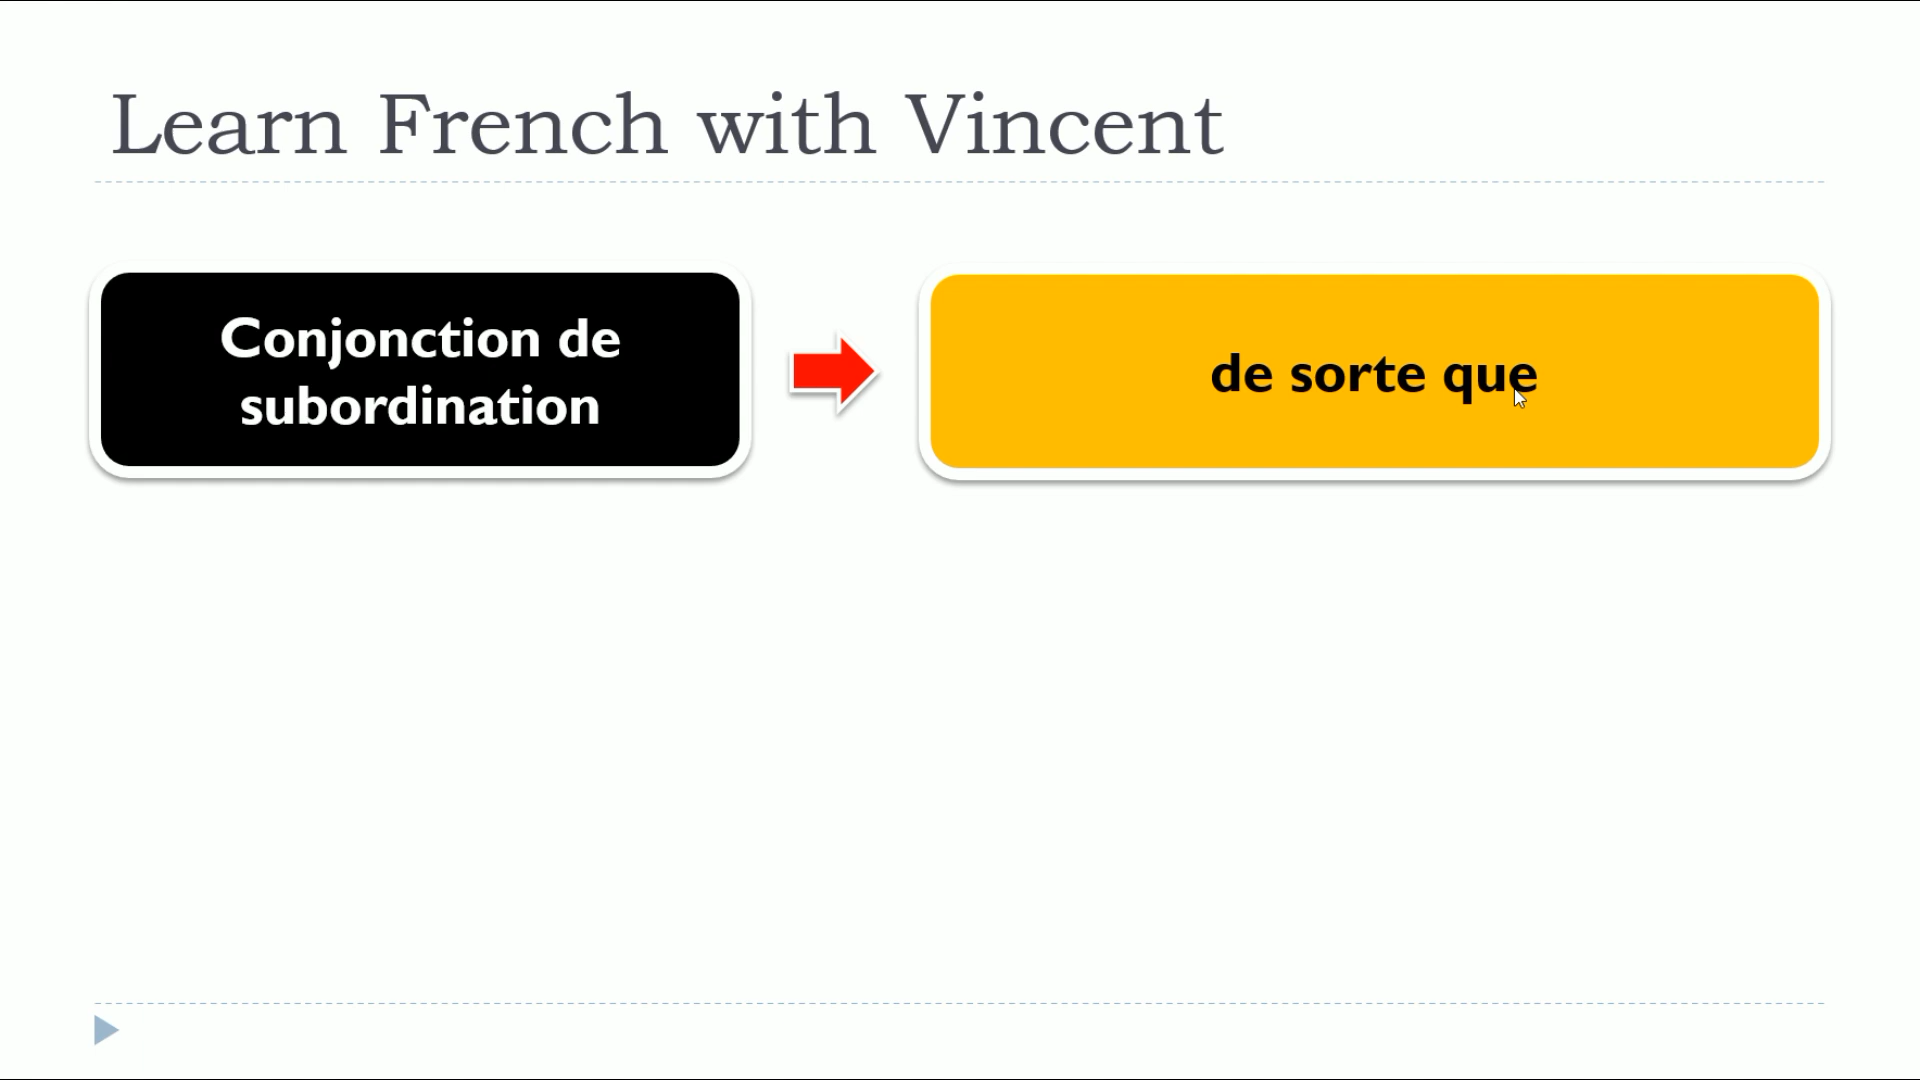 Learn French with Vincent
Conjonction de
subordination
de sorte que